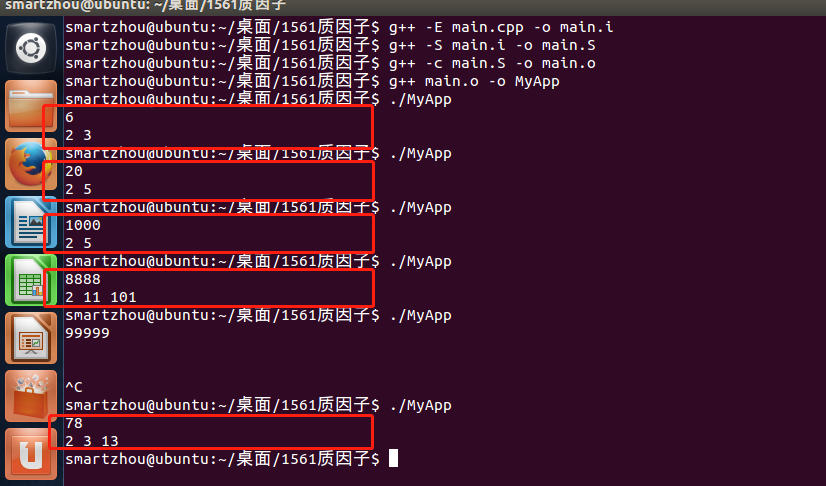 smartzhou@ubuntu: ~/桌面/1561质因子
smartzhou@ubuntu:~/桌面/1561质因子$ g++ -E main.cpp -o main.i
smartzhou@ubuntu:~/桌面/1561质因子$ g++ -S main.i -o main.S
smartzhou@ubuntu:~/桌面/1561质因子$ g++ -c main.S -o main.o
smartzhou@ubuntu:~/桌面/1561质因子$ g++ main.o -o MyApp
smartzhou@ubuntu:~/桌面/1561质因子$ ./MyApp
6
2 3
smartzhou@ubuntu:~/桌面/1561质因子$ ./MyApp
20
2 5
smartzhou@ubuntu:~/桌面/1561质因子$ ./MyApp
1000
2 5
smartzhou@ubuntu:~/桌面/1561质因子$ ./MyApp
8888
2 11 101
smartzhou@ubuntu:~/桌面/1561质因子$ ./MyApp
99999
^C
smartzhou@ubuntu:~/桌面/1561质因子$ ./MyApp
78
2 3 13
smartzhou@ubuntu:~/桌面/1561质因子$